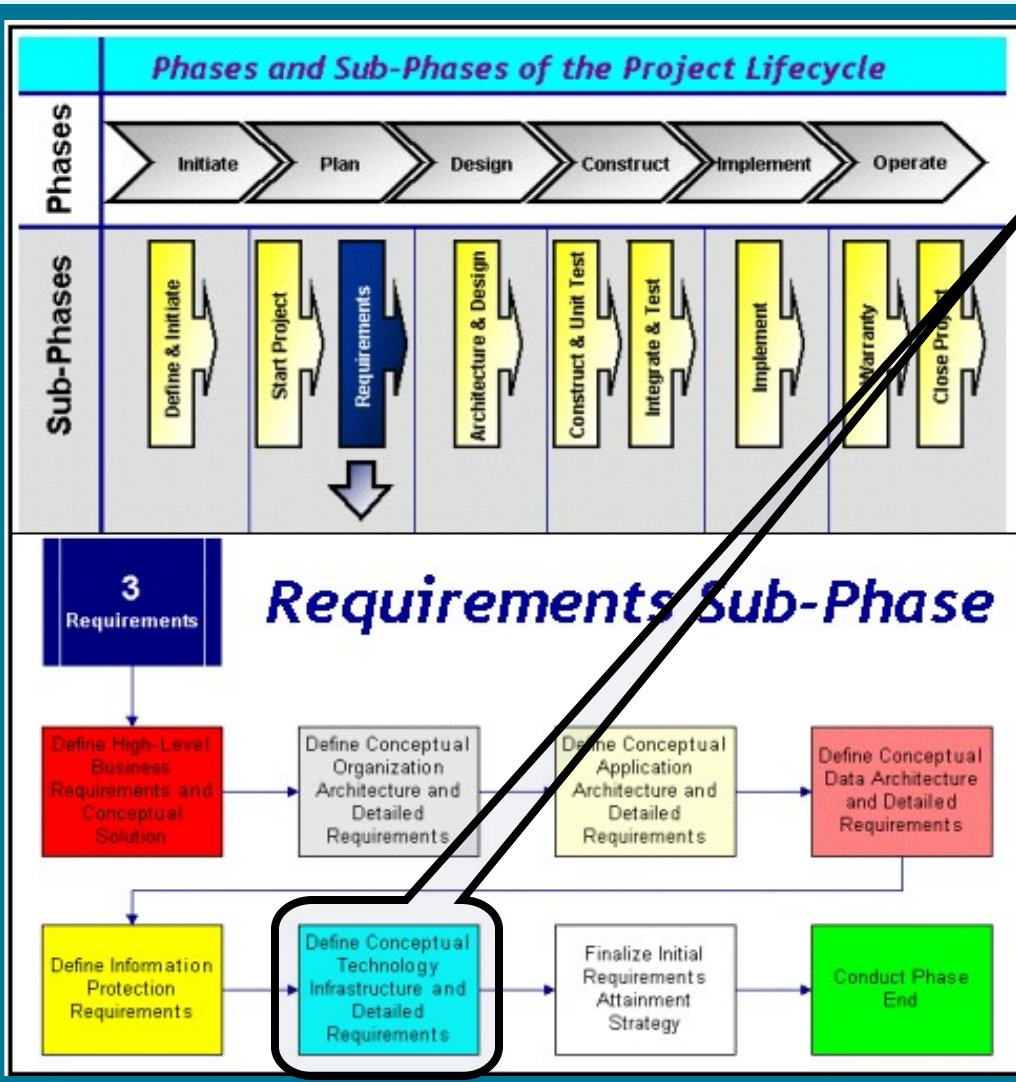 Phases and Sub-Phases of the Project Lifecycle
Phases
Initiate
Plan
Design
Construct
Implement
Operate
Sub-Phases
Define & Initiate
Start Project
Requirements
Architecture & Design
Construct & Unit Test
Integrate & Test
Implement
Warranty
Close Project
3
Requirements
Requirements Sub-Phase
Define High-Level
Business
Requirements and
Conceptual
Solution
Define Conceptual
Organization
Architecture and
Detailed
Requirements
Define Conceptual
Application
Architecture and
Detailed
Requirements
Define Conceptual
Data Architecture
and Detailed
Requirements
Define Information
Protection
Requirements
Define Conceptual
Technology
Infrastructure and
Detailed
Requirements
Finalize Initial
Requirements
Attainment
Strategy
Conduct Phase
End